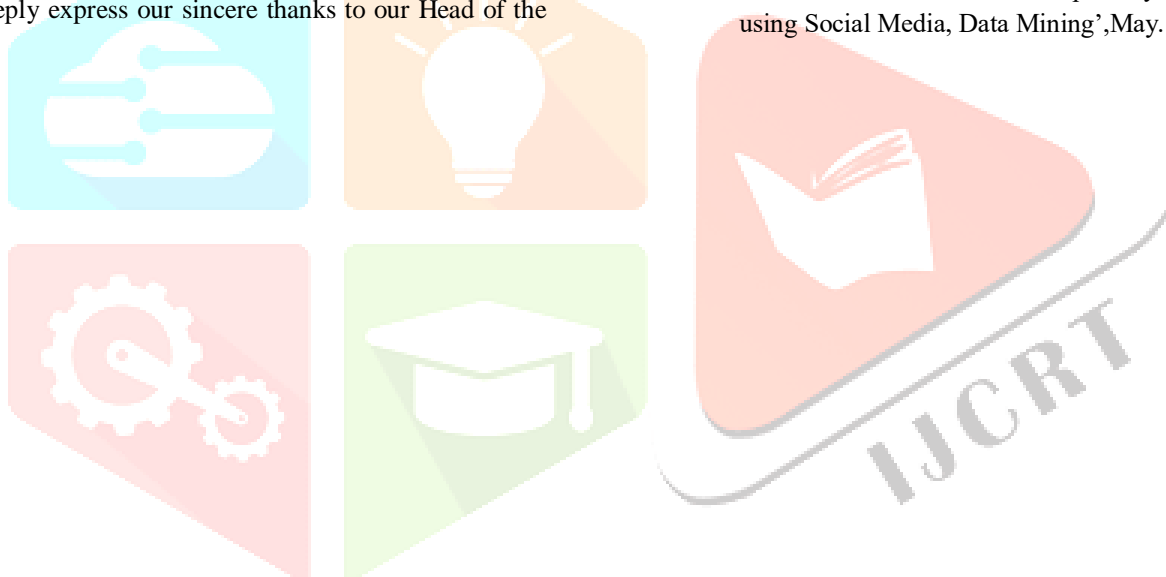 eply express our sincere thanks to our Head of the
using Social Media, Data Mining’,May.
IJCRT